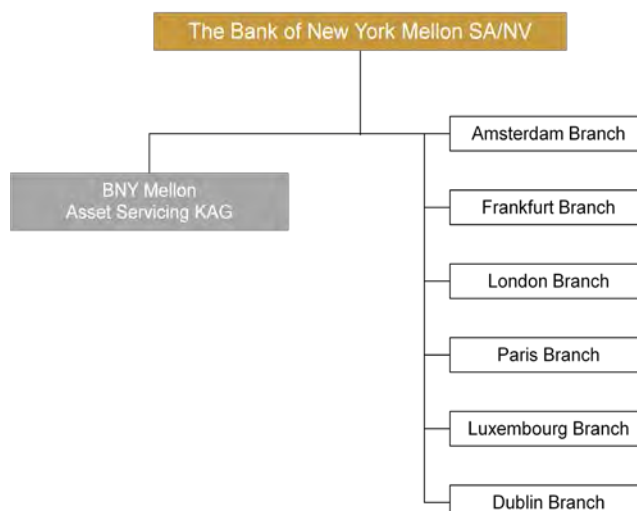 The Bank of New York Mellon SA/NV
Amsterdam Branch
BNY Mellon
Asset Servicing KAG
Frankfurt Branch
London Branch
Paris Branch
Luxembourg Branch
Dublin Branch